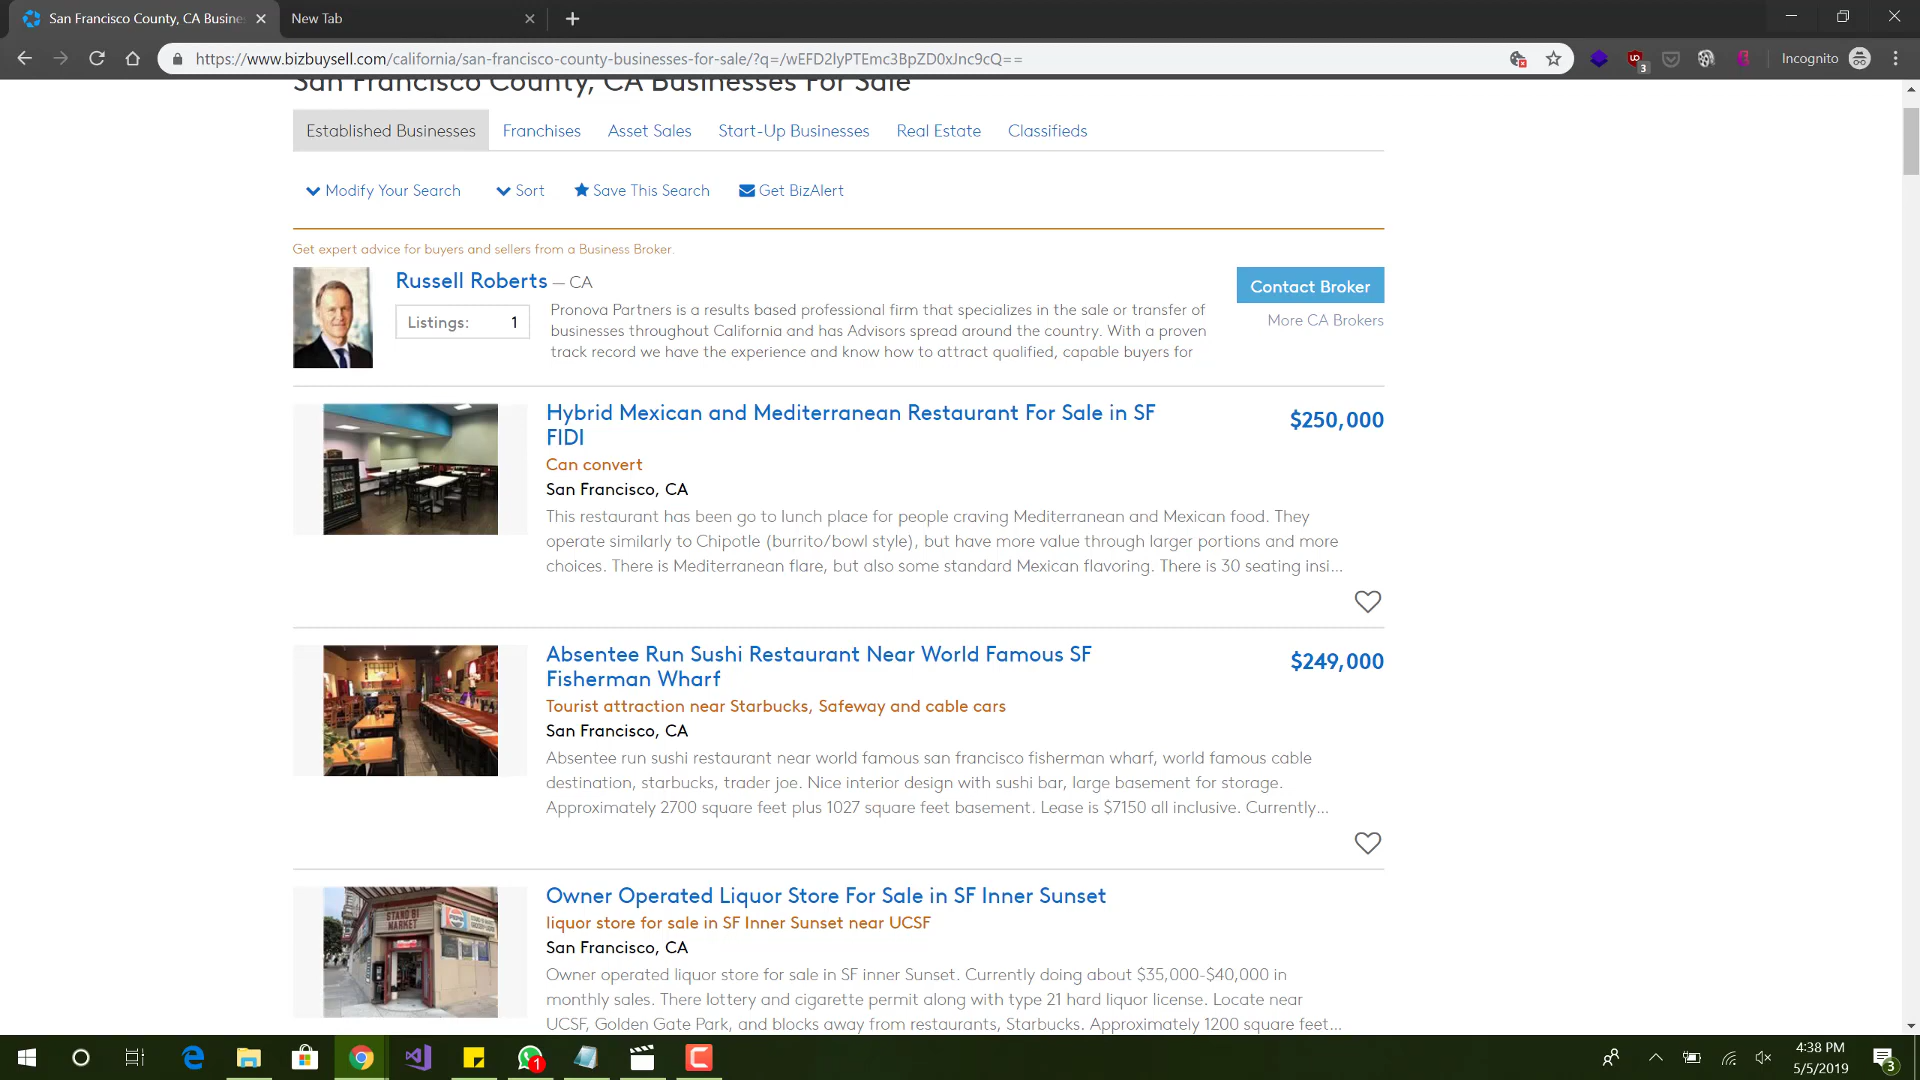 San Francisco County, CA Busine
New Tab
https://www.bizbuysell.com/california/san-francisco-county-businesses-for-sale/?q=/wEFD2lyPTEmc3BpZD0xJnc9cQ==
3
Incognito
San Francisco County, CA Businesses For Sale
Established Businesses
Franchises
Asset Sales
Start-Up Businesses
Real Estate
Classifieds
Modify Your Search
Sort
Save This Search
Get BizAlert
Get expert advice for buyers and sellers from a Business Broker.
Russell Roberts – CA
Contact Broker
Listings: 1
More CA Brokers
Pronova Partners is a results based professional firm that specializes in the sale or transfer of
businesses throughout California and has Advisors spread around the country. With a proven
track record we have the experience and know how to attract qualified, capable buyers for
Hybrid Mexican and Mediterranean Restaurant For Sale in SF
FIDI
$250,000
Can convert
San Francisco, CA
This restaurant has been go to lunch place for people craving Mediterranean and Mexican food. They
operate similarly to Chipotle (burrito/bowl style), but have more value through larger portions and more
choices. There is Mediterranean flare, but also some standard Mexican flavoring. There is 30 seating insi...
Absentee Run Sushi Restaurant Near World Famous SF
Fisherman Wharf
$249,000
Tourist attraction near Starbucks, Safeway and cable cars
San Francisco, CA
Absentee run sushi restaurant near world famous san francisco fisherman wharf, world famous cable
destination, starbucks, trader joe. Nice interior design with sushi bar, large basement for storage.
Approximately 2700 square feet plus 1027 square feet basement. Lease is $7150 all inclusive. Currently...
Owner Operated Liquor Store For Sale in SF Inner Sunset
liquor store for sale in SF Inner Sunset near UCSF
San Francisco, CA
Owner operated liquor store for sale in SF inner Sunset. Currently doing about $35,000-$40,000 in
monthly sales. There lottery and cigarette permit along with type 21 hard liquor license. Locate near
UCSF, Golden Gate Park, and blocks away from restaurants, Starbucks. Approximately 1200 square feet...
MARKET
1
4:38 PM
5/5/2019
3